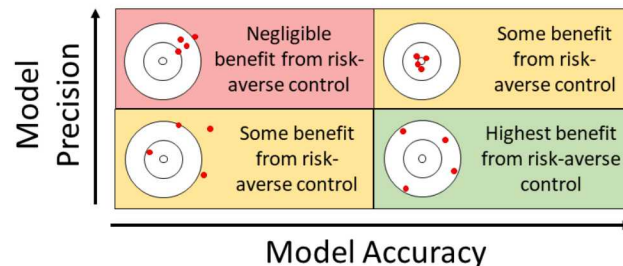 Model
Precision
Negligible
benefit from risk-
averse control
Some benefit
from risk-
averse control
Some benefit
from risk-
averse control
Highest benefit
from risk-averse
control
Model Accuracy